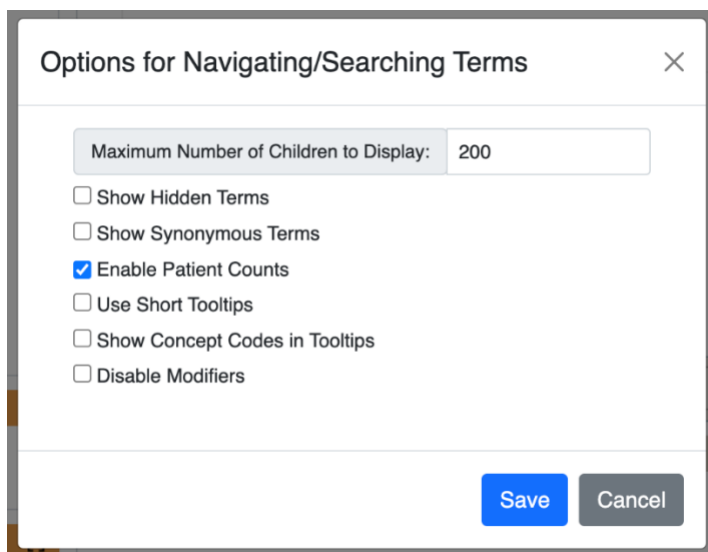 Options for Navigating/Searching Terms
Maximum Number of Children to Display: 200
Show Hidden Terms
Show Synonymous Terms
Enable Patient Counts
Use Short Tooltips
Show Concept Codes in Tooltips
Disable Modifiers
Save Cancel